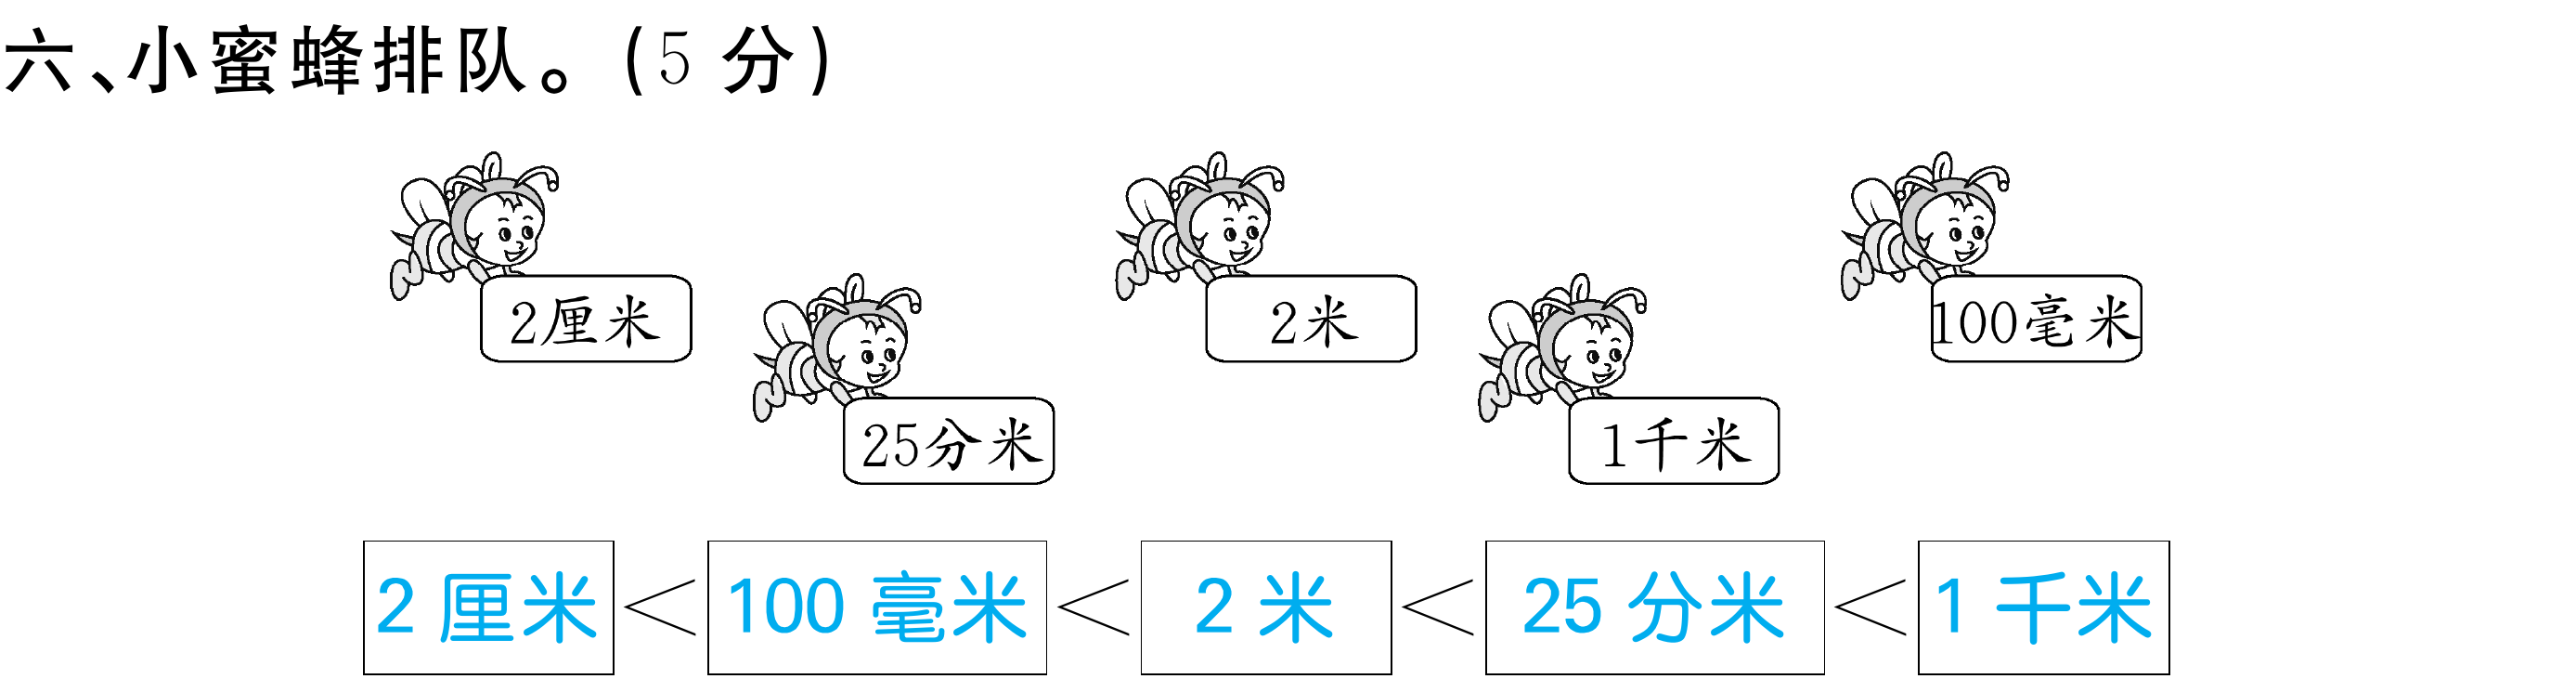 六、小蜜蜂排队。(5 分)
2厘米 2米 100毫米
25分米 1千米
2 厘米 < 100 毫米 < 2 米 < 25 分米 < 1 千米